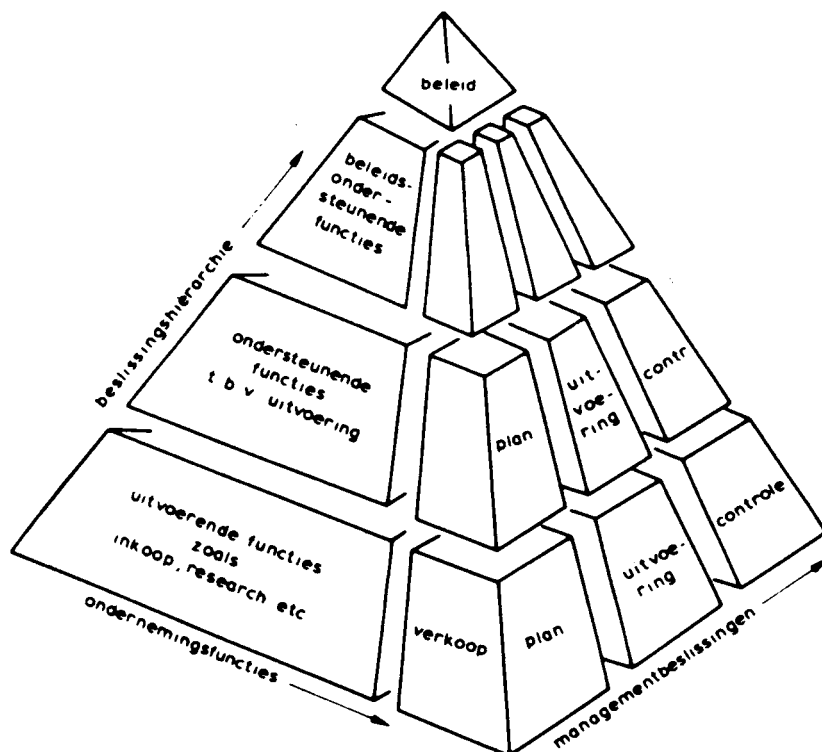 beleid
beleids-
onder-
steunende
functies
beslissingshiërarchie
ondersteunende
functies
t b v uitvoering
plan
uit-
voe-
ring
contr
uitvoerende functies
zoals
inkoop, research etc
verkoop
plan
uitvoe-
ring
controle
ondernemingsfuncties
managementbeslissingen